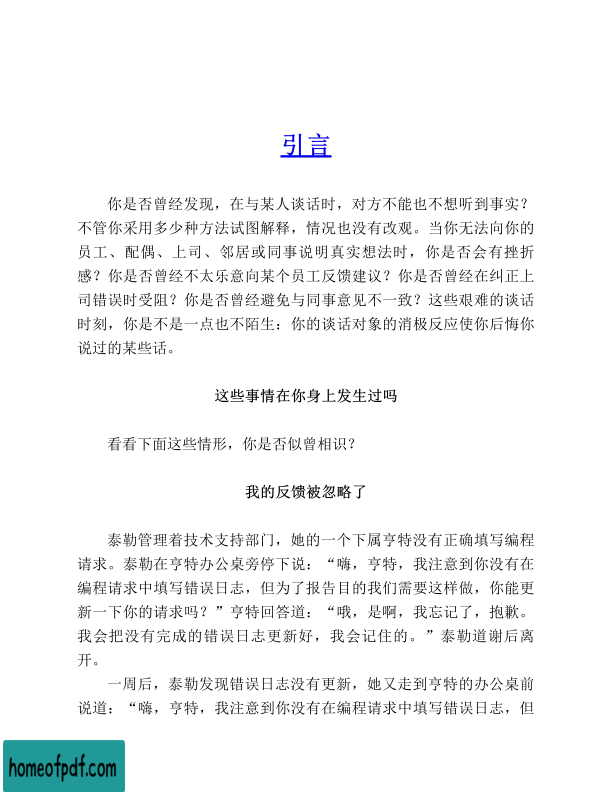 引言
你是否曾经发现，在与某人谈话时，对方不能也不想听到事实？
不管你采用多少种方法试图解释，情况也没有改观。当你无法向你的
员工、配偶、上司、邻居或同事说明真实想法时，你是否会有挫折
感？你是否曾经不太乐意向某个员工反馈建议？你是否曾经在纠正上
司错误时受阻？你是否曾经避免与同事意见不一致？这些艰难的谈话
时刻，你是不是一点也不陌生：你的谈话对象的消极反应使你后悔你
说过的某些话。
这些事情在你身上发生过吗
看看下面这些情形，你是否似曾相识？
我的反馈被忽略了
泰勒管理着技术支持部门，她的一个下属亨特没有正确填写编程
请求。泰勒在亨特办公桌旁停下说：“嗨，亨特，我注意到你没有在
编程请求中填写错误日志，但为了报告目的我们需要这样做，你能更
新一下你的请求吗？”亨特回答道：“哦，是啊，我忘记了，抱歉。
我会把没有完成的错误日志更新好，我会记住的。”泰勒道谢后离
开。
一周后，泰勒发现错误日志没有更新，她又走到亨特的办公桌前
说道：“嗨，亨特，我注意到你没有在编程请求中填写错误日志，但
homeofpdf.com